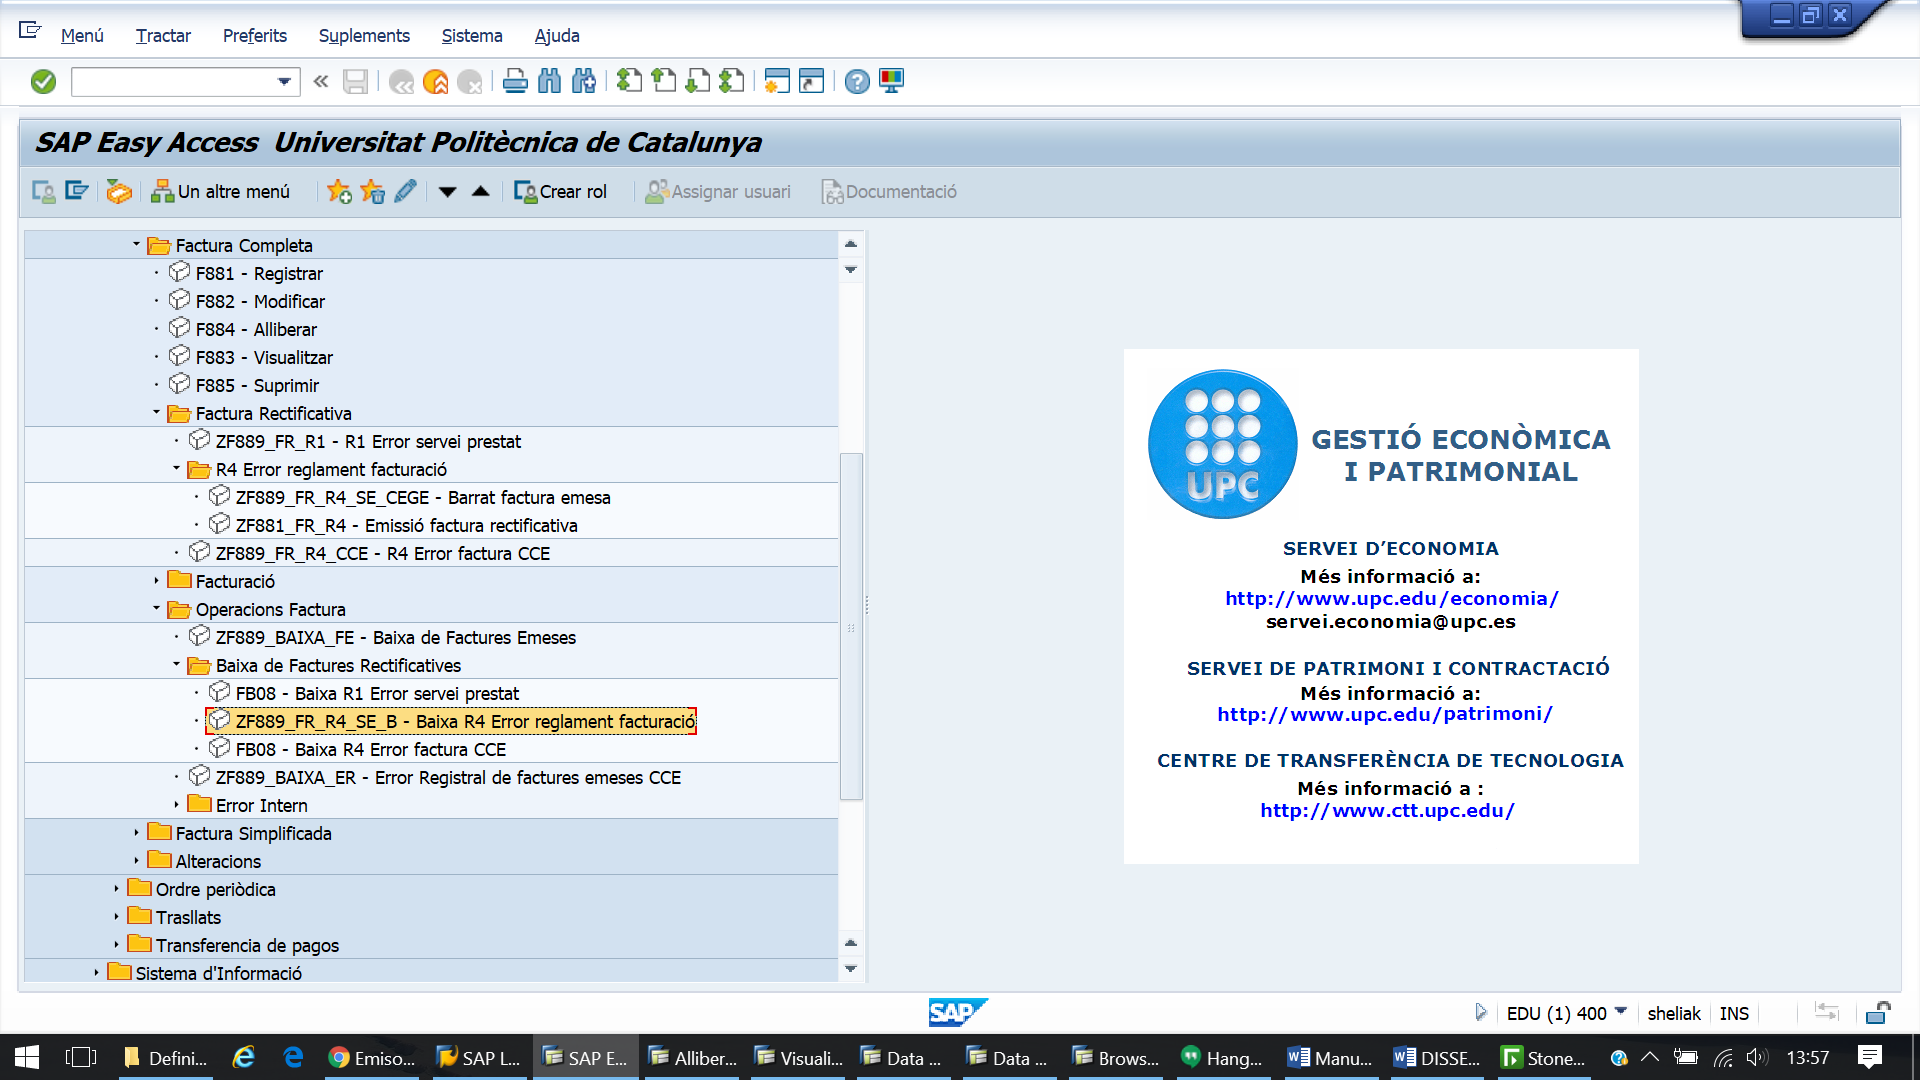 Menú Tractar Preferits Suplements Sistema Ajuda
SAP Easy Access Universitat Politècnica de Catalunya
Un altre menú Crear rol Assignar usuari Documentació
Factura Completa
F881 - Registrar
F882 - Modificar
F884 - Alliberar
F883 - Visualitzar
F885 - Suprimir
Factura Rectificativa
ZF889_FR_R1 - R1 Error servei prestat
R4 Error reglament facturació
ZF889_FR_R4_SE_CEGE - Barrat factura emesa
ZF881_FR_R4 - Emissió factura rectificativa
ZF889_FR_R4_CCE - R4 Error factura CCE
Facturació
Operacions Factura
ZF889_BAIXA_FE - Baixa de Factures Emeses
Baixa de Factures Rectificatives
FB08 - Baixa R1 Error servei prestat
ZF889_FR_R4_SE_B - Baixa R4 Error reglament facturació
FB08 - Baixa R4 Error factura CCE
ZF889_BAIXA_ER - Error Registral de factures emeses CCE
Error Intern
Factura Simplificada
Alteracions
Ordre periòdica
Trasllats
Transferencia de pagos
Sistema d'Informació
UPC
GESTIÓ ECONÒMICA
I PATRIMONIAL
SERVEI D’ECONOMIA
Més informació a:
http://www.upc.edu/economia/
servei.economia@upc.es
SERVEI DE PATRIMONI I CONTRACTACIÓ
Més informació a:
http://www.upc.edu/patrimoni/
CENTRE DE TRANSFERÈNCIA DE TECNOLOGIA
Més informació a :
http://www.ctt.upc.edu/
SAP
EDU (1) 400 sheliak INS
Defini... Emiso... SAP L... SAP E... Alliber... Visuali... Data ... Data ... Brows... Hang... Manu... DISSE... Stone... 13:57